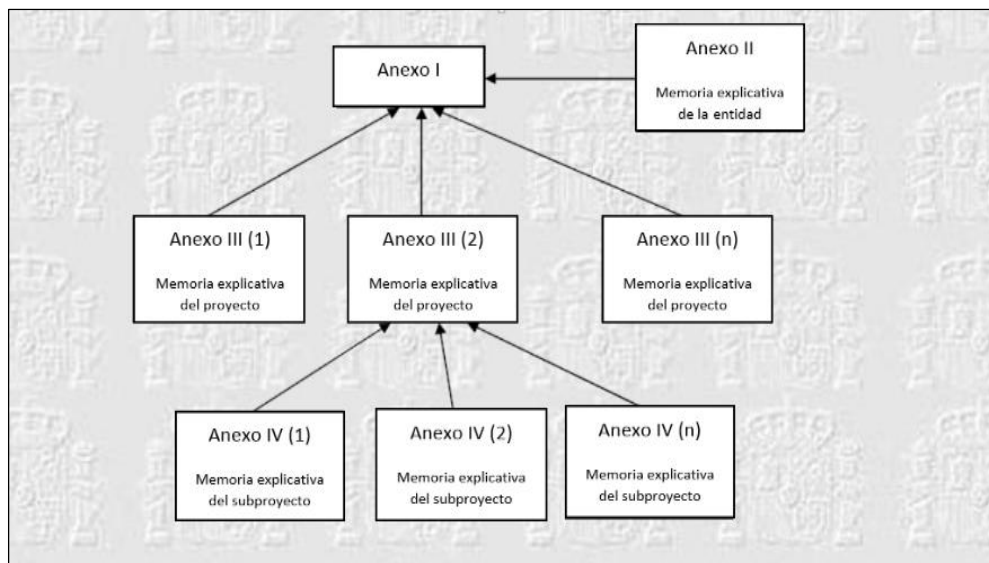 Anexo I
Anexo II
Memoria explicativa
de la entidad
Anexo III (1)
Memoria explicativa
del proyecto
Anexo III (2)
Memoria explicativa
del proyecto
Anexo III (n)
Memoria explicativa
del proyecto
Anexo IV (1)
Memoria explicativa
del subproyecto
Anexo IV (2)
Memoria explicativa
del subproyecto
Anexo IV (n)
Memoria explicativa
del subproyecto